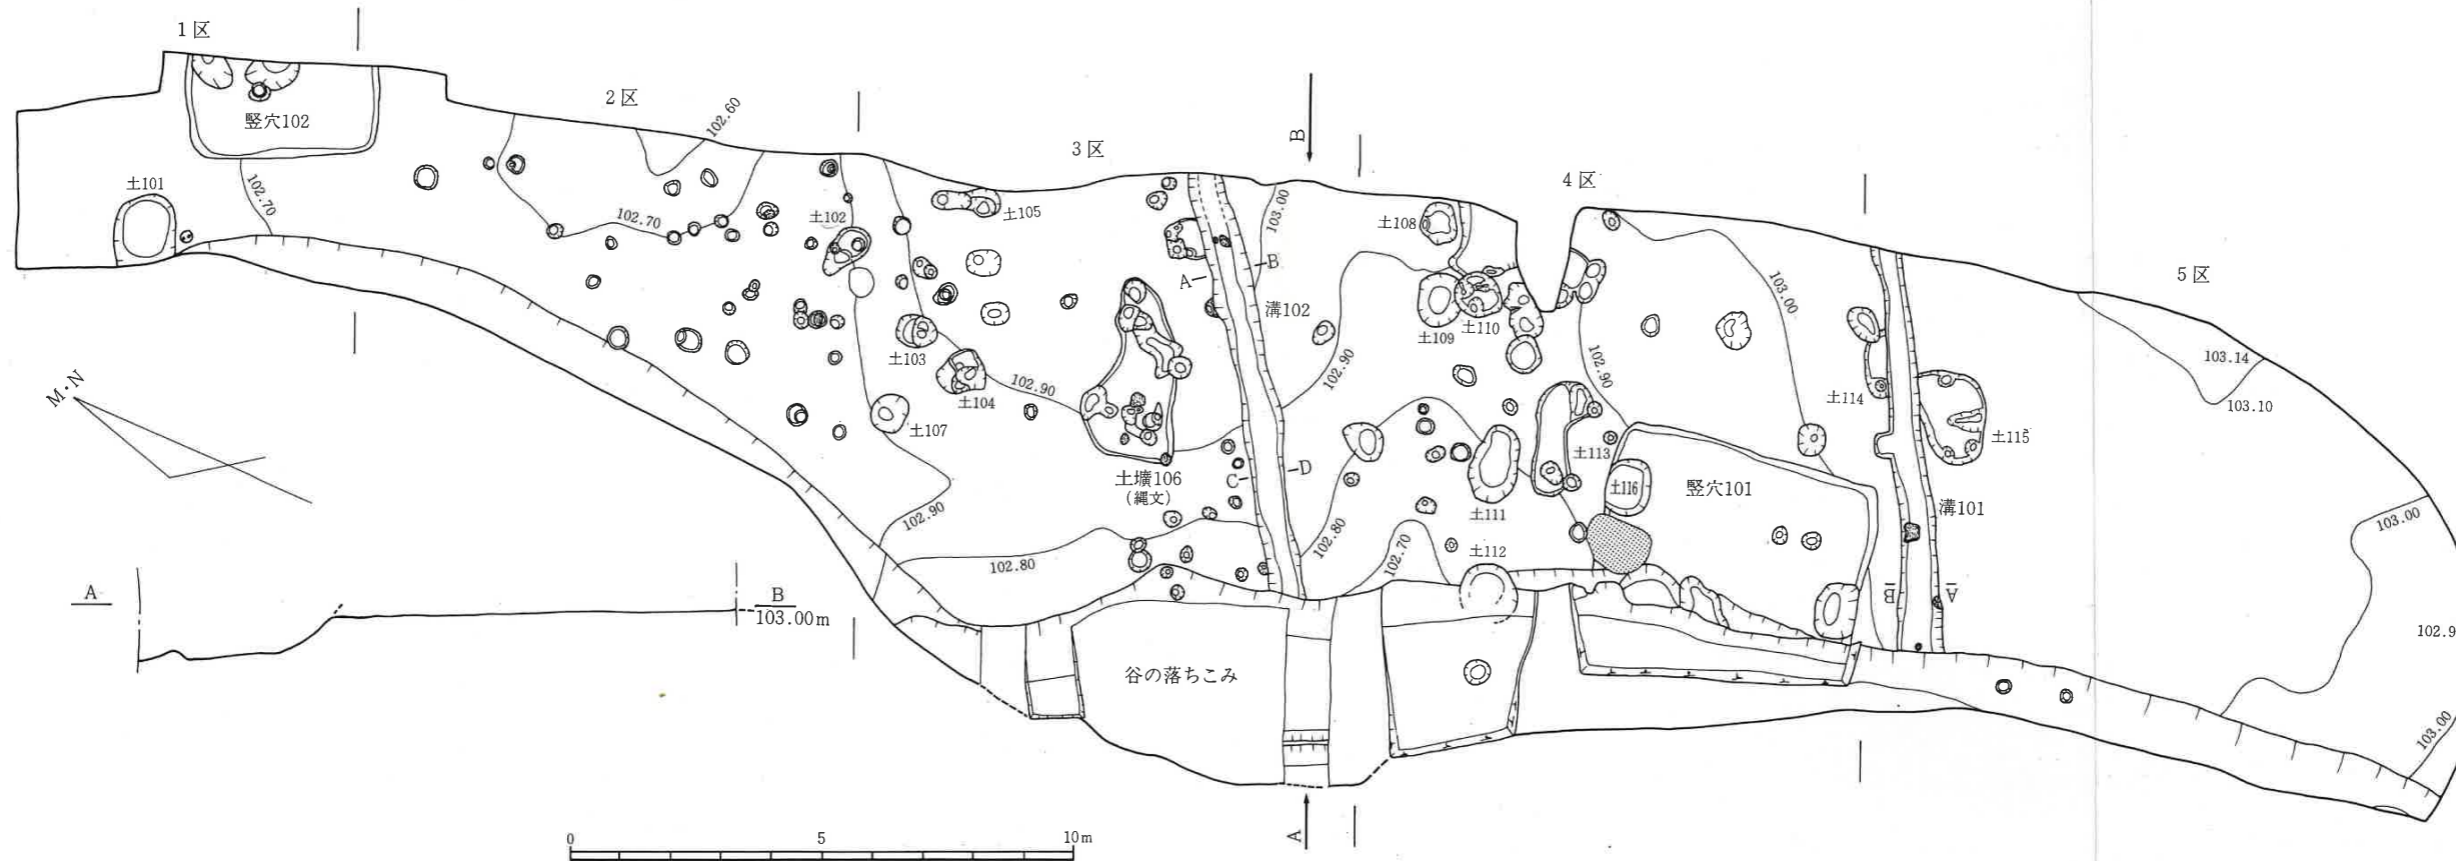 1区
2区
3区
4区
5区
竪穴102
土101
102.70
102.60
102.70
土102
土105
土103
土104
土107
102.90
102.90
102.80
土壙106
(縄文)
溝102
A
B
C
D
B
103.00
土108
土109
土110
102.90
102.80
102.70
土111
土112
土113
102.90
103.00
土116
竪穴101
土114
土115
溝101
B
A
103.14
103.10
103.00
102.9
103.00
谷の落ちこみ
M・N
A
B
103.00m
A
0 5 10m